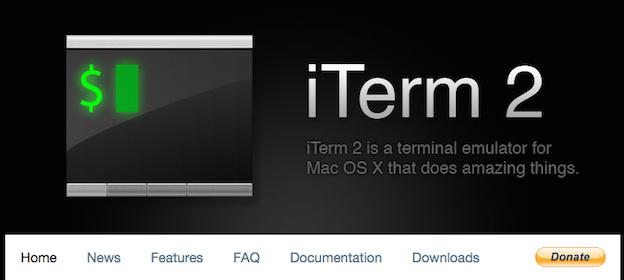 $
iTerm 2
iTerm 2 is a terminal emulator for
Mac OS X that does amazing things.
Home News Features FAQ Documentation Downloads Donate